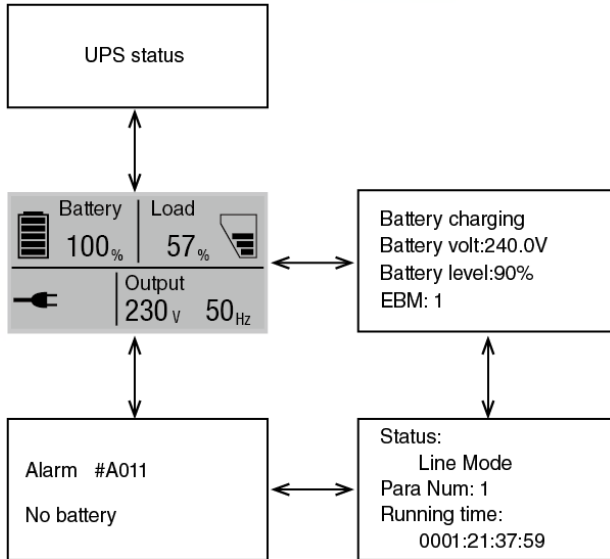 UPS status
Battery Load
100% 57%
Output
230 V 50Hz
Battery charging
Battery volt:240.0V
Battery level:90%
EBM: 1
Alarm #A011
No battery
Status:
Line Mode
Para Num: 1
Running time:
0001:21:37:59